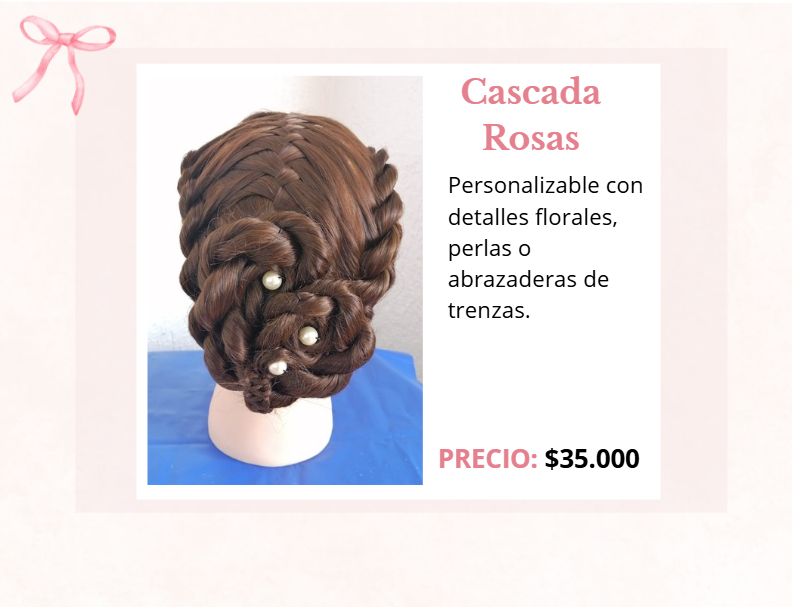 Cascada
Rosas
Personalizable con
detalles florales,
perlas o
abrazaderas de
trenzas.
PRECIO: $35.000